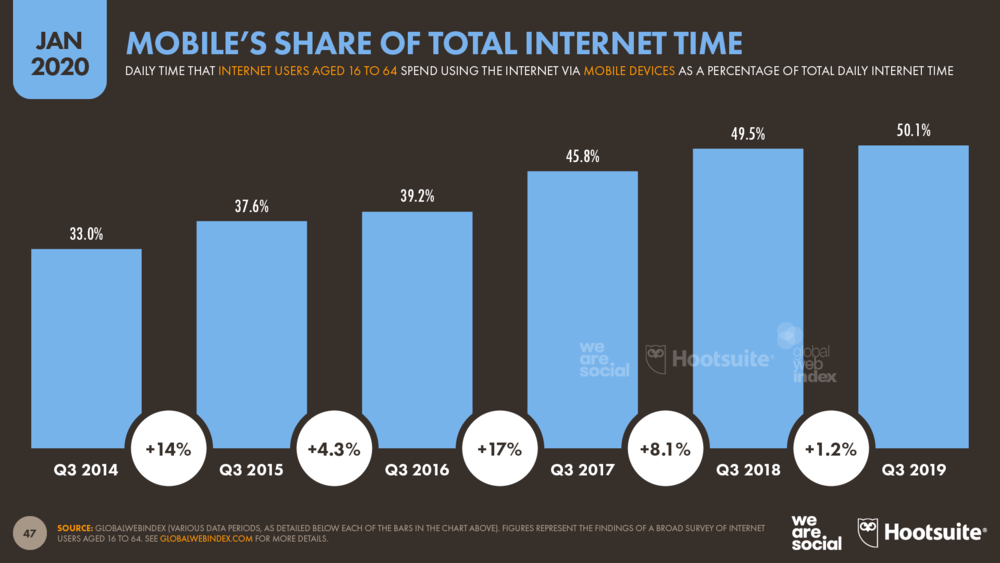 JAN
2020
MOBILE'S SHARE OF TOTAL INTERNET TIME
DAILY TIME THAT INTERNET USERS AGED 16 TO 64 SPEND USING THE INTERNET VIA MOBILE DEVICES AS A PERCENTAGE OF TOTAL DAILY INTERNET TIME
33.0%
37.6%
39.2%
45.8%
49.5%
50.1%
we
are
social
Hootsuite®
global
web
index
+14%
+4.3%
+17%
+8.1%
+1.2%
Q3 2014
Q3 2015
Q3 2016
Q3 2017
Q3 2018
Q3 2019
47
SOURCE: GLOBALWEBINDEX (VARIOUS DATA PERIODS, AS DETAILED BELOW EACH OF THE BARS IN THE CHART ABOVE). FIGURES REPRESENT THE FINDINGS OF A BROAD SURVEY OF INTERNET
USERS AGED 16 TO 64. SEE GLOBALWEBINDEX.COM FOR MORE DETAILS.
we
are
social
Hootsuite®